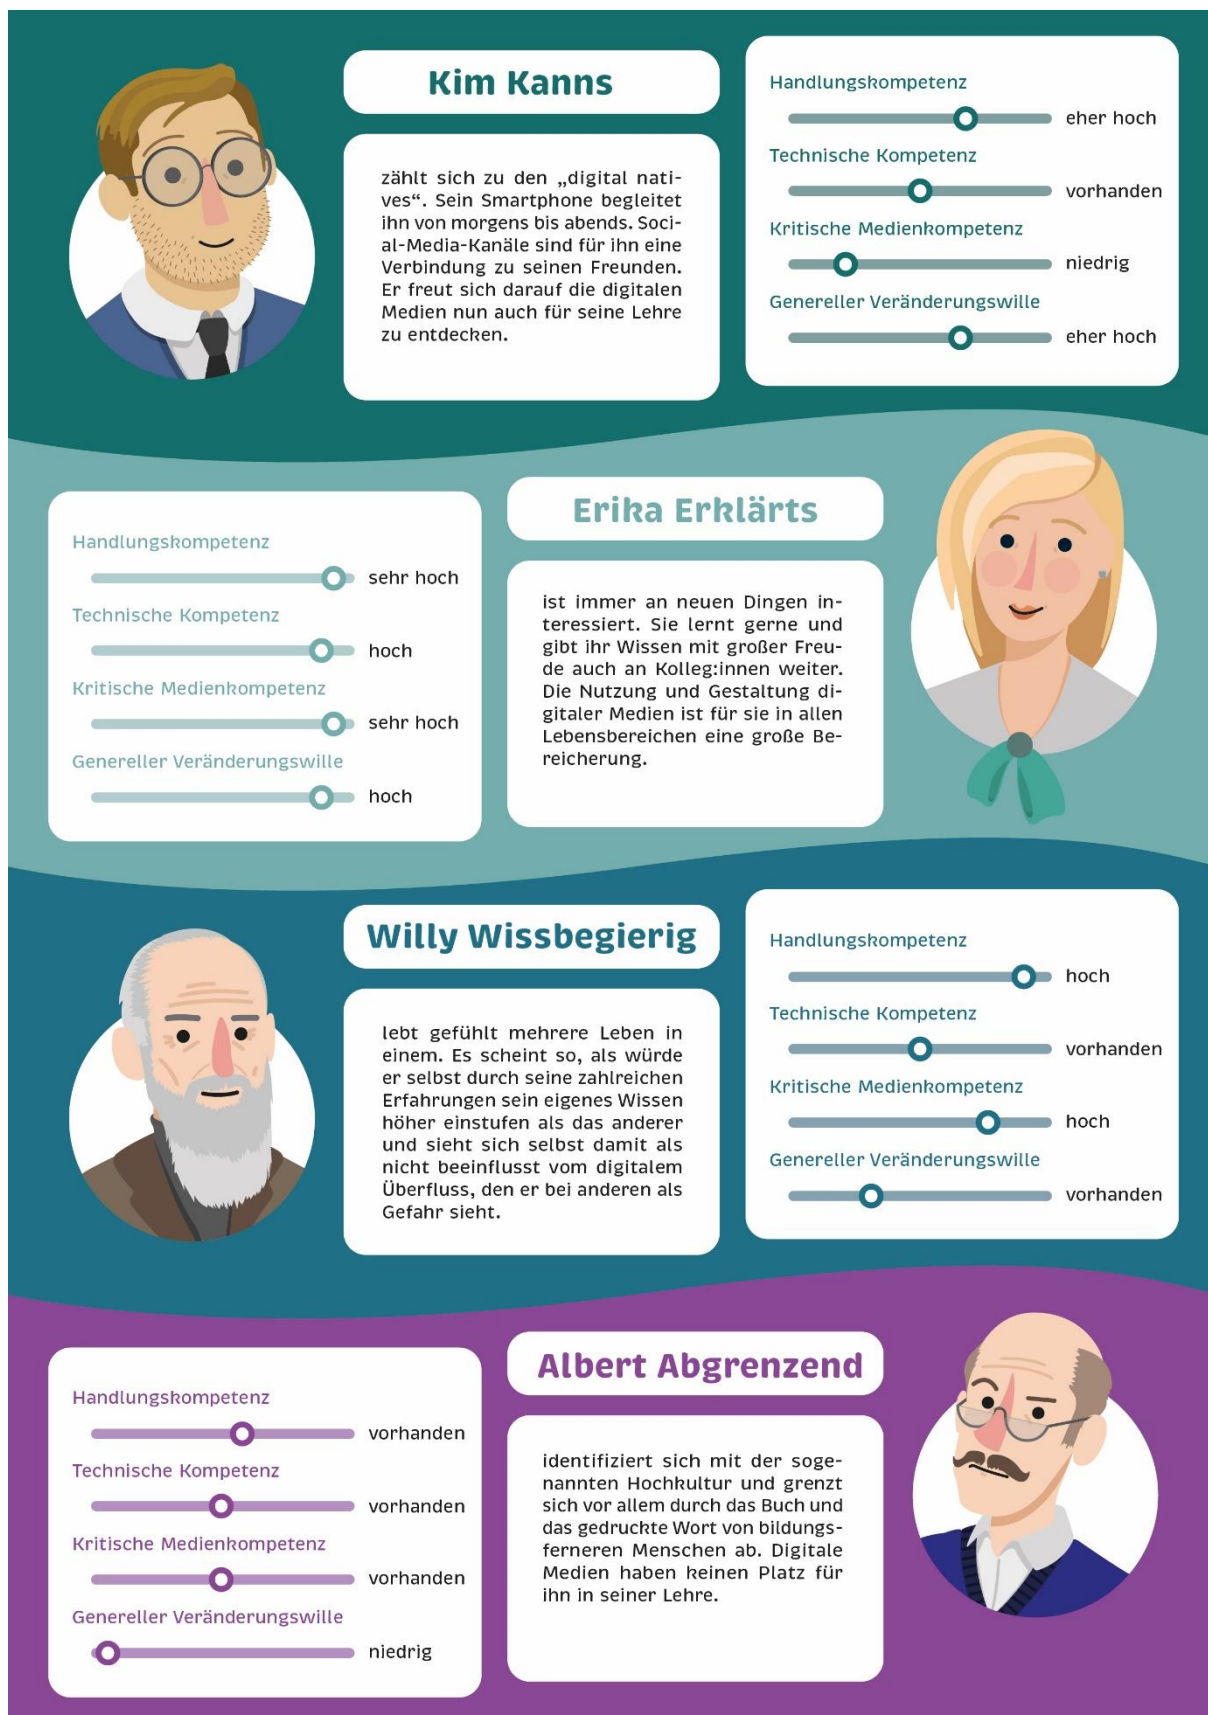 Kim Kanns
zählt sich zu den „digital nati-
ves“. Sein Smartphone begleitet
ihn von morgens bis abends. Soci-
al-Media-Kanäle sind für ihn eine
Verbindung zu seinen Freunden.
Er freut sich darauf die digitalen
Medien nun auch für seine Lehre
zu entdecken.
Handlungskompetenz
eher hoch
Technische Kompetenz
vorhanden
Kritische Medienkompetenz
niedrig
Genereller Veränderungswille
eher hoch
Erika Erklärts
ist immer an neuen Dingen in-
teressiert. Sie lernt gerne und
gibt ihr Wissen mit großer Freu-
de auch an Kolleg:innen weiter.
Die Nutzung und Gestaltung di-
gitaler Medien ist für sie in allen
Lebensbereichen eine große Be-
reicherung.
Handlungskompetenz
sehr hoch
Technische Kompetenz
hoch
Kritische Medienkompetenz
sehr hoch
Genereller Veränderungswille
hoch
Willy Wissbegierig
lebt gefühlt mehrere Leben in
einem. Es scheint so, als würde
er selbst durch seine zahlreichen
Erfahrungen sein eigenes Wissen
höher einstufen als das anderer
und sieht sich selbst damit als
nicht beeinflusst vom digitalem
Überfluss, den er bei anderen als
Gefahr sieht.
Handlungskompetenz
hoch
Technische Kompetenz
vorhanden
Kritische Medienkompetenz
hoch
Genereller Veränderungswille
vorhanden
Albert Abgrenzend
identifiziert sich mit der soge-
nannten Hochkultur und grenzt
sich vor allem durch das Buch und
das gedruckte Wort von bildungs-
ferneren Menschen ab. Digitale
Medien haben keinen Platz für
ihn in seiner Lehre.
Handlungskompetenz
vorhanden
Technische Kompetenz
vorhanden
Kritische Medienkompetenz
vorhanden
Genereller Veränderungswille
niedrig